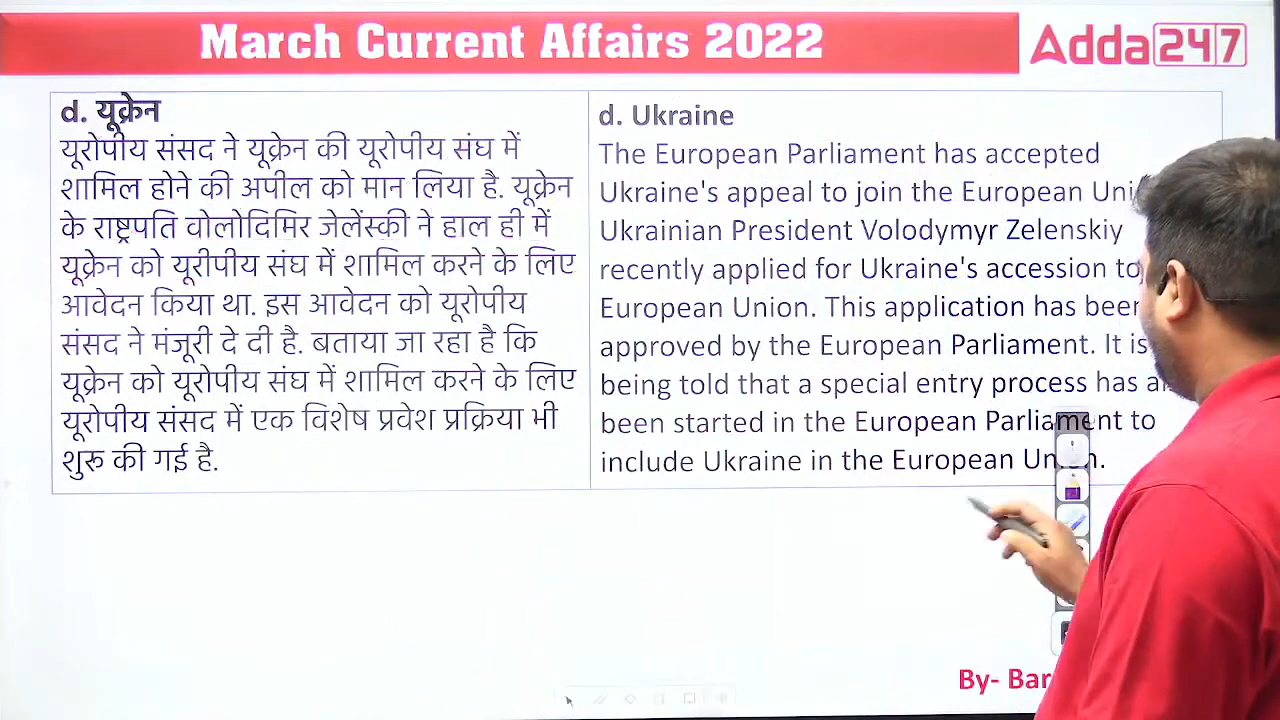 March Current Affairs 2022
Adda247
d. यूक्रेन
यूरोपीय संसद ने यूक्रेन की यूरोपीय संघ में
शामिल होने की अपील को मान लिया है. यूक्रेन
के राष्ट्रपति वोलोदिमिर जेलेंस्की ने हाल ही में
यूक्रेन को यूरीपीय संघ में शामिल करने के लिए
आवेदन किया था. इस आवेदन को यूरोपीय
संसद ने मंजूरी दे दी है. बताया जा रहा है कि
यूक्रेन को यूरोपीय संघ में शामिल करने के लिए
यूरोपीय संसद में एक विशेष प्रवेश प्रक्रिया भी
शुरू की गई है.
d. Ukraine
The European Parliament has accepted
Ukraine's appeal to join the European
Ukrainian President Volodymyr Zelenskiy
recently applied for Ukraine's accession to
European Union. This application has been
approved by the European Parliament. It is
being told that a special entry process has
been started in the European Parliament to
include Ukraine in the European Union.
By-